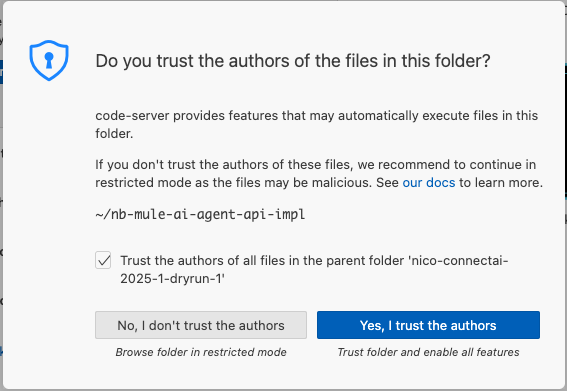 Do you trust the authors of the files in this folder?
code-server provides features that may automatically execute files in this
folder.
If you don't trust the authors of these files, we recommend to continue in
restricted mode as the files may be malicious. See our docs to learn more.
~/nb-mule-ai-agent-api-impl
Trust the authors of all files in the parent folder 'nico-connectai-
2025-1-dryrun-1'
No, I don't trust the authors
Yes, I trust the authors
Browse folder in restricted mode
Trust folder and enable all features